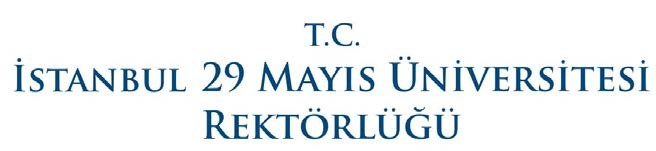 T.C.
İSTANBUL 29 MAYIS ÜNİVERSİTESİ
REKTÖRLÜĞÜ